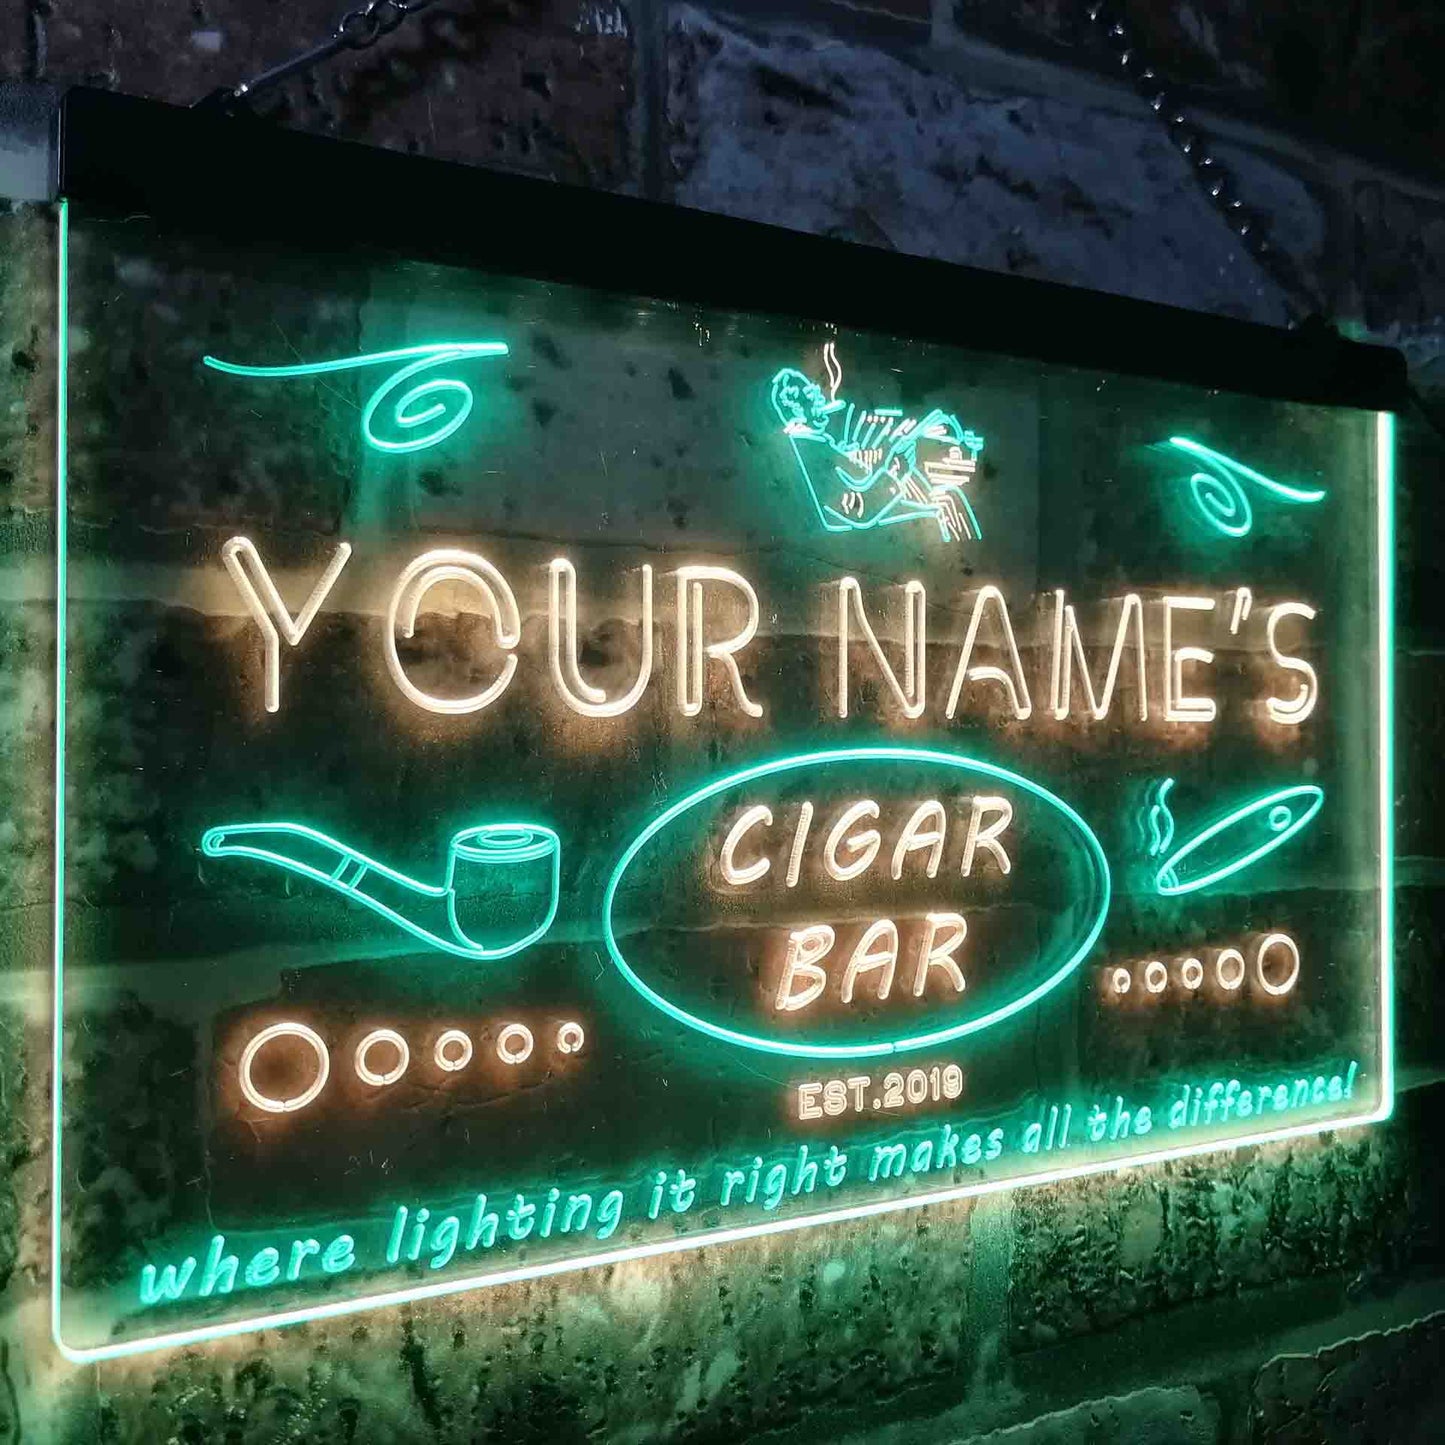 YOUR NAME'S
CIGAR
BAR
EST.2019
where lighting it right makes all the difference!